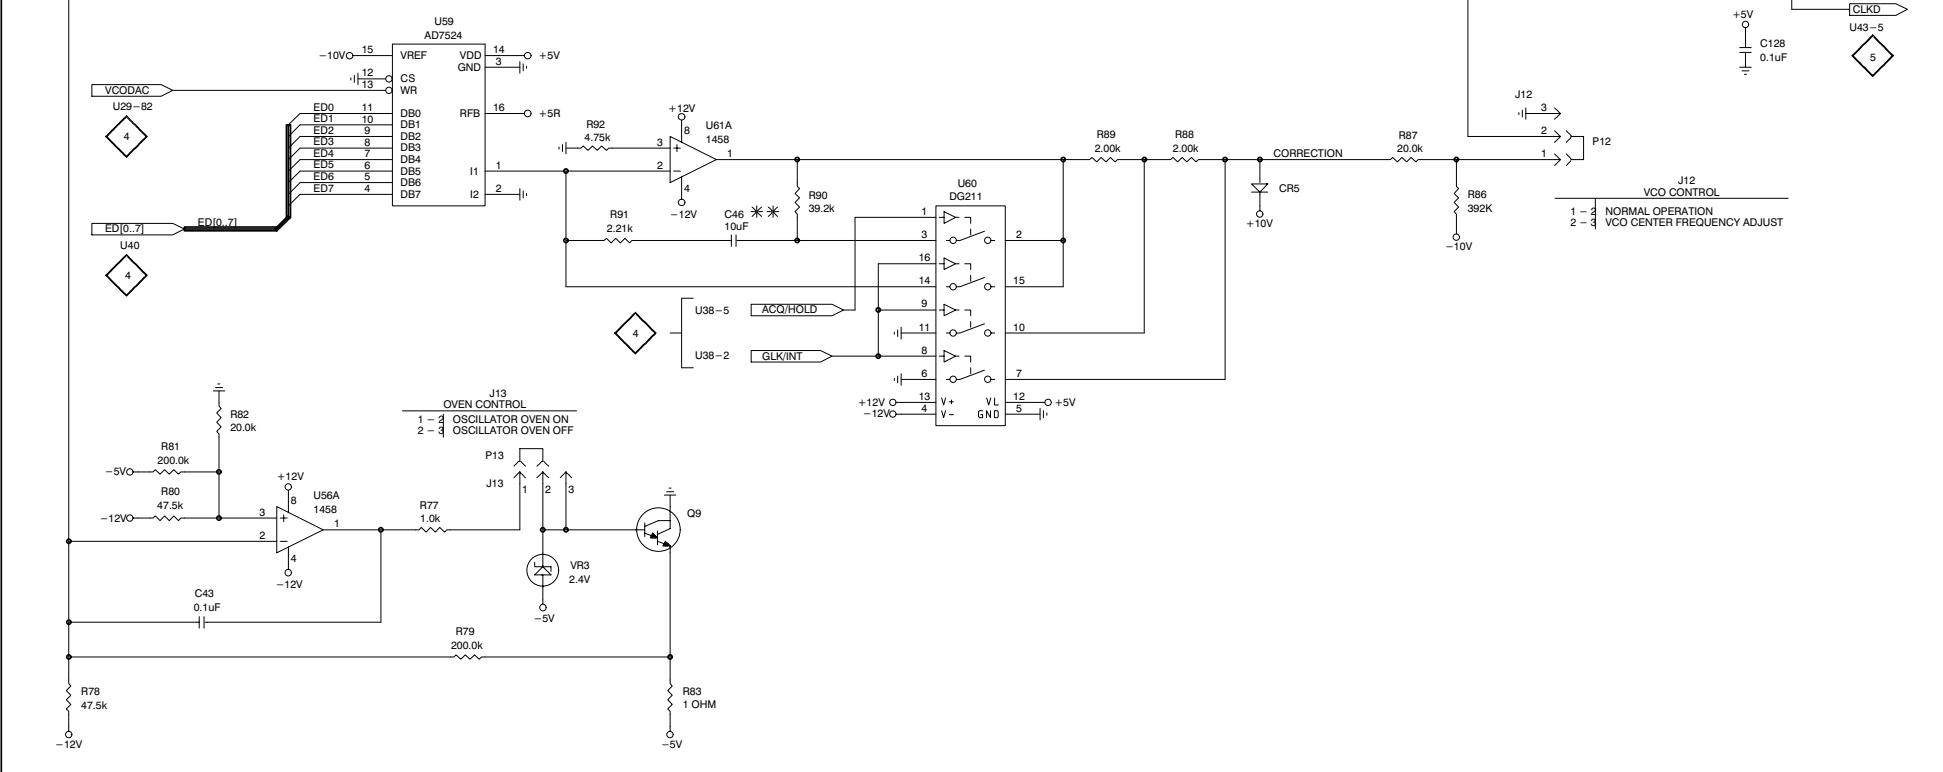 CLKD
U43-5
5
+5V
C128
0.1uF
U59
AD7524
-10V
15
VREF
VDD
14
+5V
GND
3
12
CS
13
WR
VCODAC
U29-82
4
ED0
11
DB0
RFB
16
+5R
ED1
10
DB1
ED2
9
DB2
ED3
8
DB3
ED4
7
DB4
ED5
6
DB5
I1
1
ED6
5
DB6
ED7
4
DB7
I2
2
ED[0..7]
ED[0..7]
U40
4
R92
4.75k
+12V
8
U61A
1458
3
+
2
-
1
4
-12V
R91
2.21k
C46
10uF
R90
39.2k
U60
DG211
1
3
2
16
14
15
9
11
10
8
6
7
+12V
13
V+
VL
12
+5V
-12V
4
V-
GND
5
4
U38-5
ACQ/HOLD
U38-2
GLK/INT
R89
2.00k
R88
2.00k
CORRECTION
CR5
+10V
R87
20.0k
R86
392K
-10V
J12
3
2
1
P12
J12
VCO CONTROL
1 - 2 NORMAL OPERATION
2 - 3 VCO CENTER FREQUENCY ADJUST
R82
20.0k
R81
200.0k
-5V
R80
47.5k
-12V
+12V
8
U56A
1458
3
+
2
-
1
4
-12V
C43
0.1uF
R77
1.0k
J13
OVEN CONTROL
1 - 2 OSCILLATOR OVEN ON
2 - 3 OSCILLATOR OVEN OFF
P13
J13
1
2
3
VR3
2.4V
-5V
Q9
R79
200.0k
R78
47.5k
-12V
R83
1 OHM
-5V